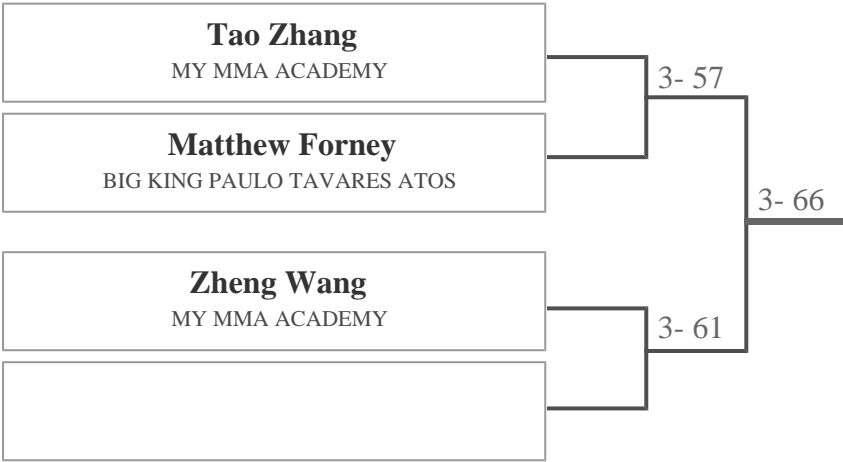 Tao Zhang
MY MMA ACADEMY
3- 57
Matthew Forney
BIG KING PAULO TAVARES ATOS
3- 66
Zheng Wang
MY MMA ACADEMY
3- 61